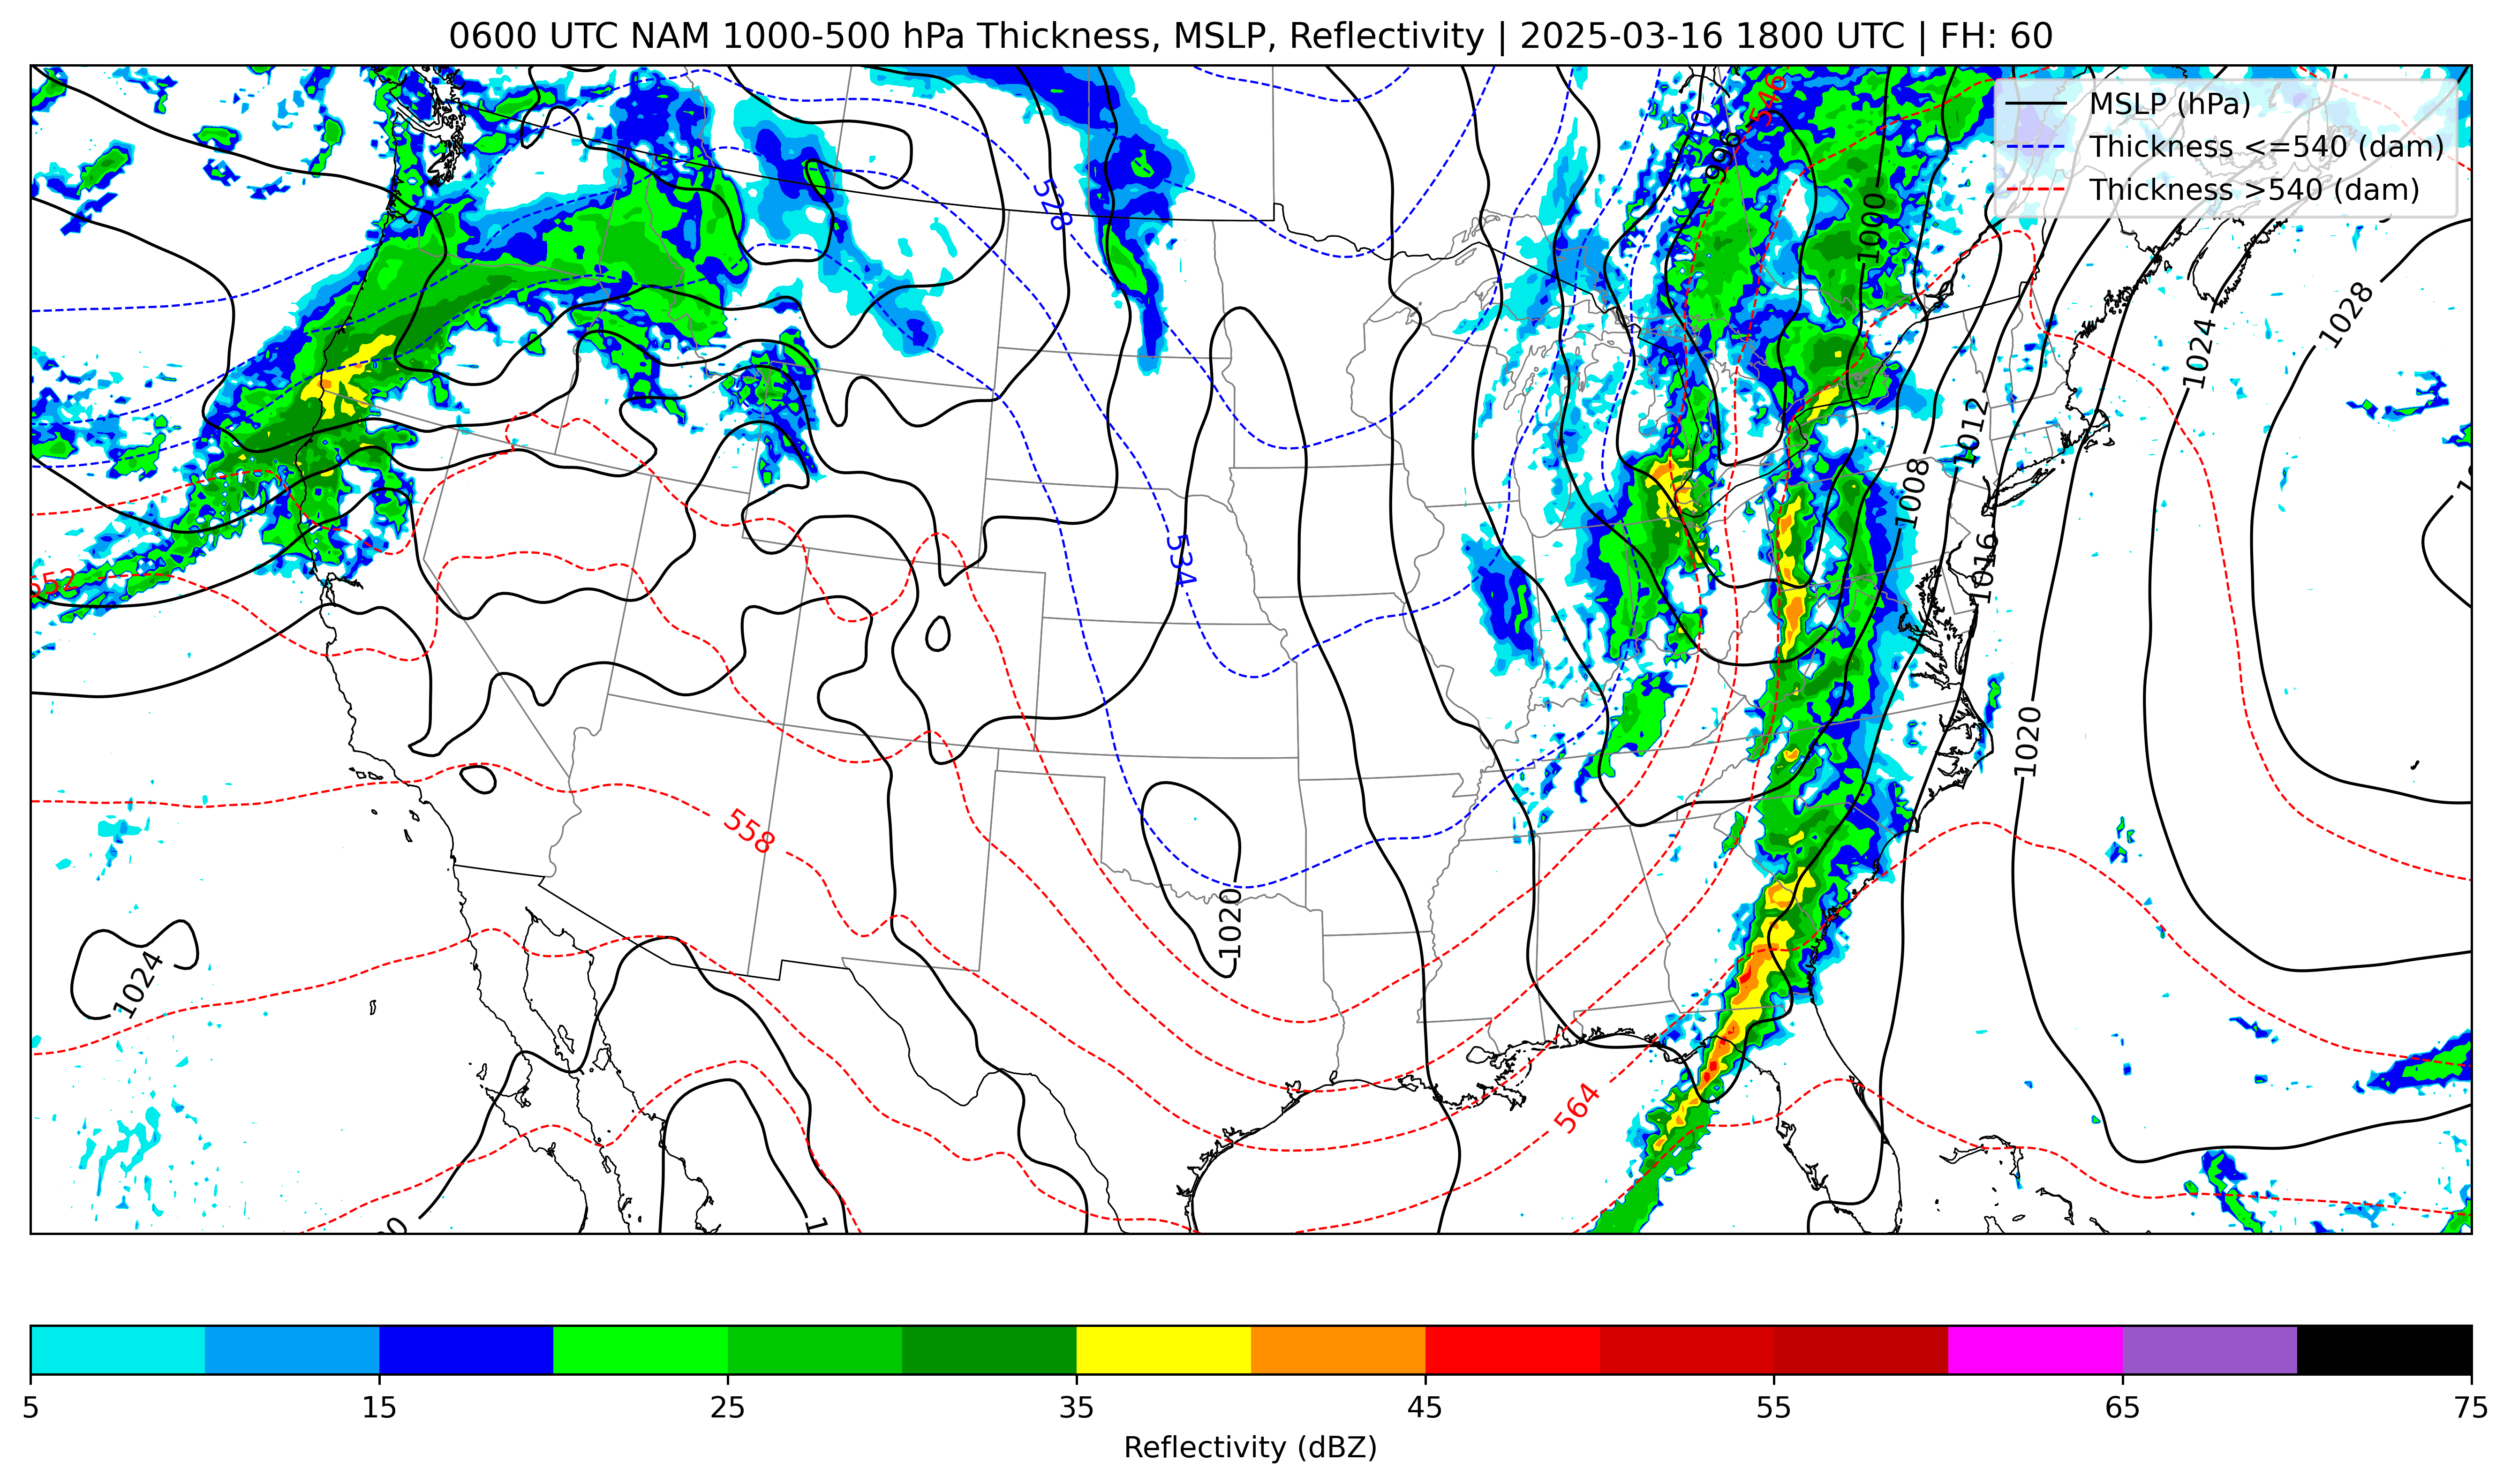 0600 UTC NAM 1000-500 hPa Thickness, MSLP, Reflectivity | 2025-03-16 1800 UTC | FH: 60
MSLP (hPa)
Thickness <=540 (dam)
Thickness >540 (dam)
546
996
528
1000
1028
1024
1012
1008
534
1016
552
1020
558
1020
1024
564
5 15 25 35 45 55 65 75
Reflectivity (dBZ)